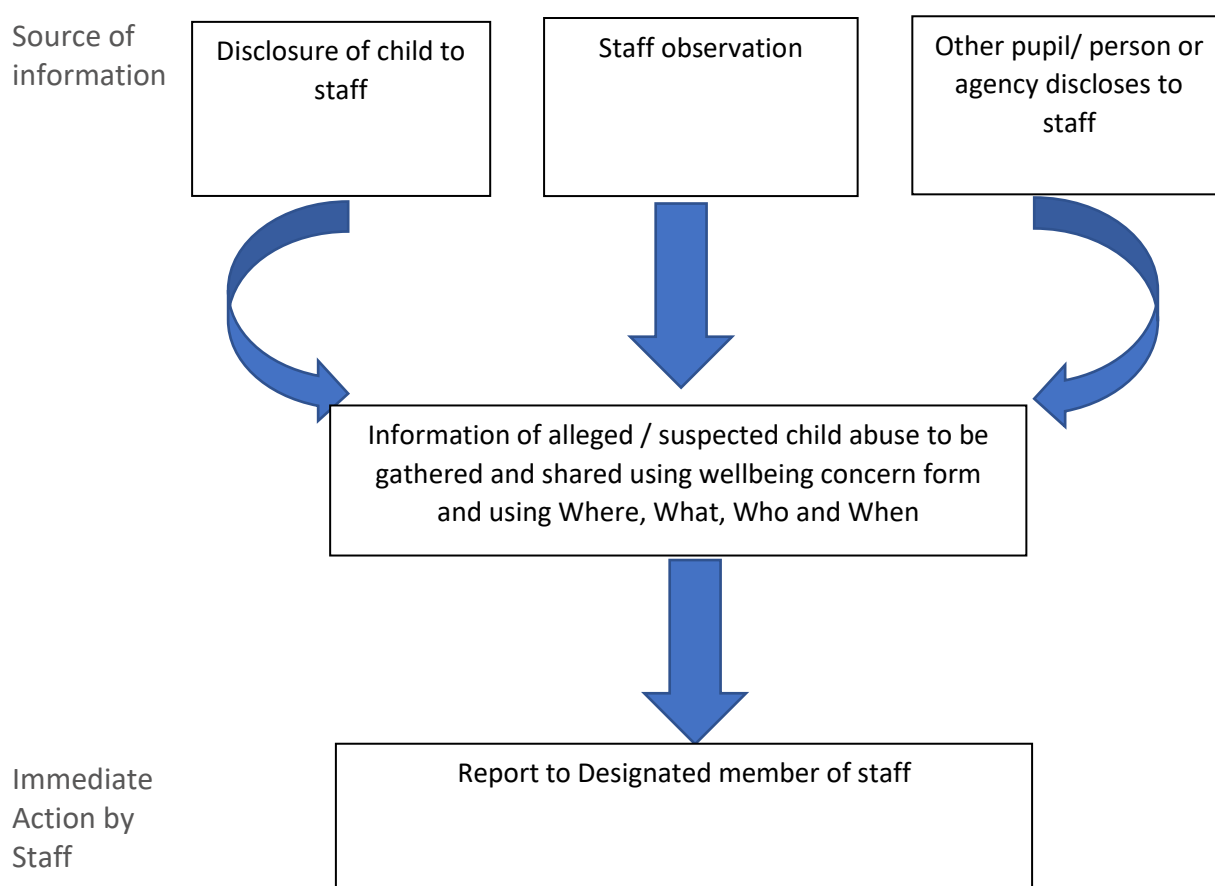 Source of
information
Disclosure of child to
staff
Staff observation
Other pupil/ person or
agency discloses to
staff
Information of alleged / suspected child abuse to be
gathered and shared using wellbeing concern form
and using Where, What, Who and When
Immediate
Action by
Staff
Report to Designated member of staff